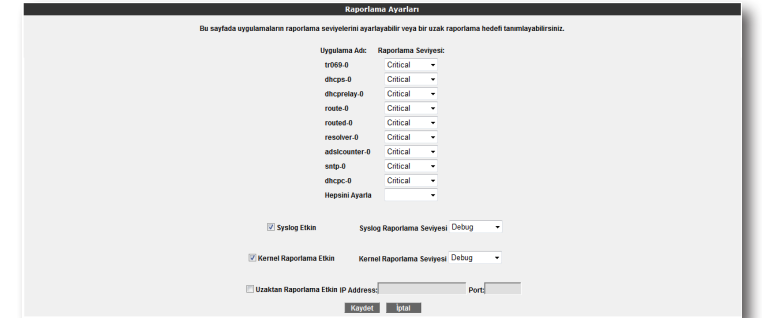 Raporlama Ayarları
Bu sayfada uygulamaların raporlama seviyelerini ayarlayabilir veya bir uzak raporlama hedefi tanımlayabilirsiniz.
Uygulama Adı: Raporlama Seviyesi:
tr069-0 Critical
dhcps-0 Critical
dhcprelay-0 Critical
route-0 Critical
routed-0 Critical
resolver-0 Critical
adslcounter-0 Critical
sntp-0 Critical
dhcpc-0 Critical
Hepsini Ayarla
Syslog Etkin Syslog Raporlama Seviyesi Debug
Kernel Raporlama Etkin Kernel Raporlama Seviyesi Debug
Uzaktan Raporlama Etkin IP Address: Port:
Kaydet İptal